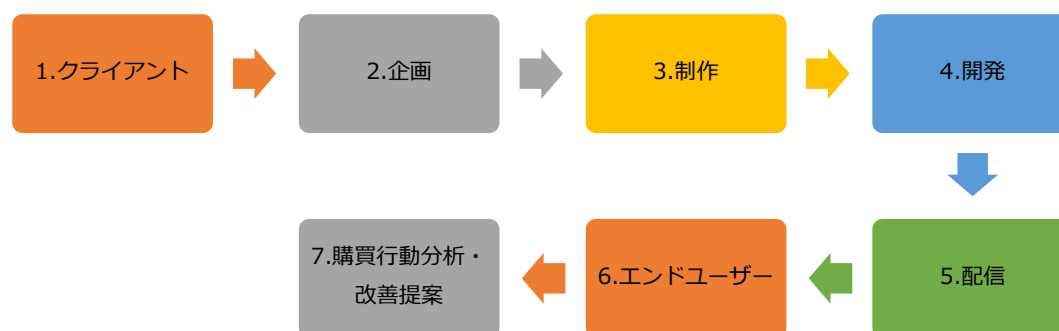 1.クライアント
2.企画
3.制作
4.開発
5.配信
6.エンドユーザー
7.購買行動分析・
改善提案